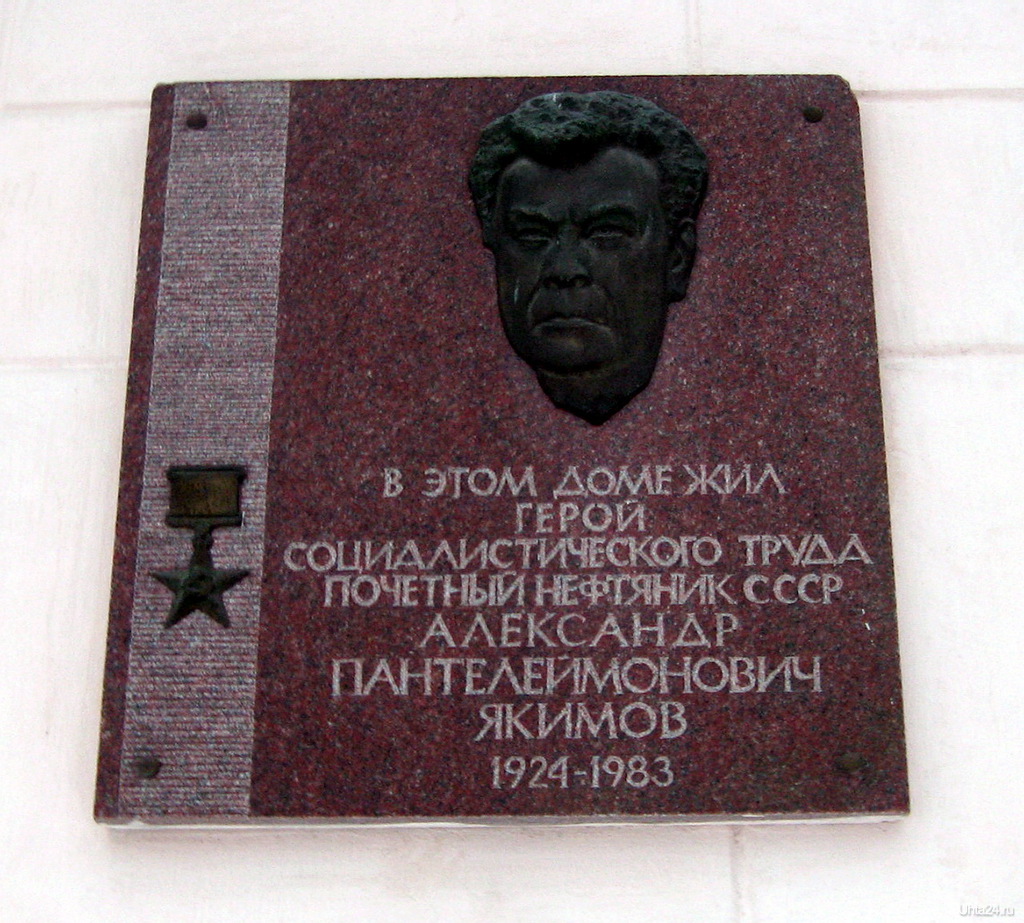 В ЭТОМ ДОМЕ ЖИЛ
ГЕРОЙ
СОЦИАЛИСТИЧЕСКОГО ТРУДА
ПОЧЕТНЫЙ НЕФТЯНИК СССР
АЛЕКСАНДР
ПАНТЕЛЕЙМОНОВИЧ
ЯКИМОВ
1924-1983
Uhta24.ru